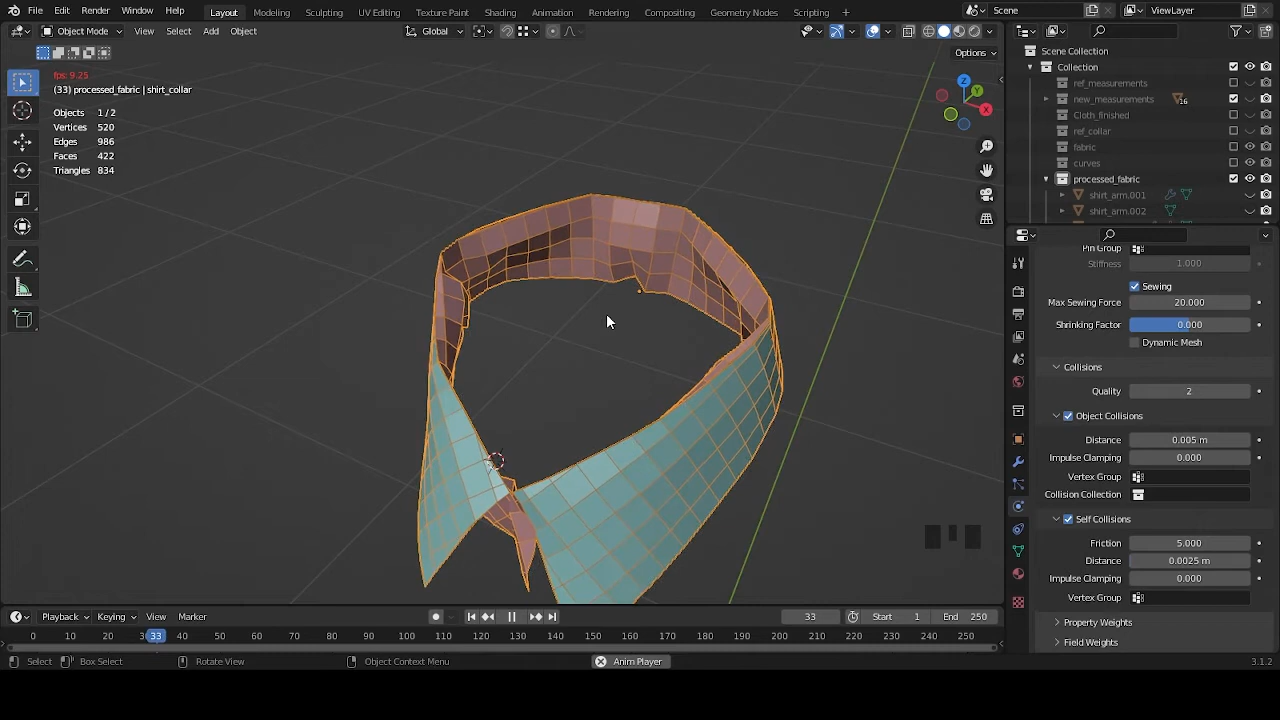 File Edit Render Window Help Layout Modeling Sculpting UV Editing Texture Paint Shading Animation Rendering Compositing Geometry Nodes Scripting + Scene ViewLayer
Object Mode View Select Add Object Global
Options
fps: 9.25
(33) processed_fabric | shirt_collar
Objects 1/2
Vertices 520
Edges 986
Faces 422
Triangles 834
Z
Y
X
Scene Collection
Collection
ref_measurements
new_measurements 16
Cloth_finished
ref_collar
fabric
curves
processed_fabric
shirt_arm.001
shirt_arm.002
Pin Group
Stiffness 1.000
Sewing
Max Sewing Force 20.000
Shrinking Factor 0.000
Dynamic Mesh
Collisions
Quality 2
Object Collisions
Distance 0.005 m
Impulse Clamping 0.000
Vertex Group
Collision Collection
Self Collisions
Friction 5.000
Distance 0.0025 m
Impulse Clamping 0.000
Vertex Group
Property Weights
Field Weights
Playback Keying View Marker 33 Start 1 End 250
0 10 20 30 33 40 50 60 70 80 90 100 110 120 130 140 150 160 170 180 190 200 210 220 230 240 250
Select Box Select Rotate View Object Context Menu Anim Player 3.1.2